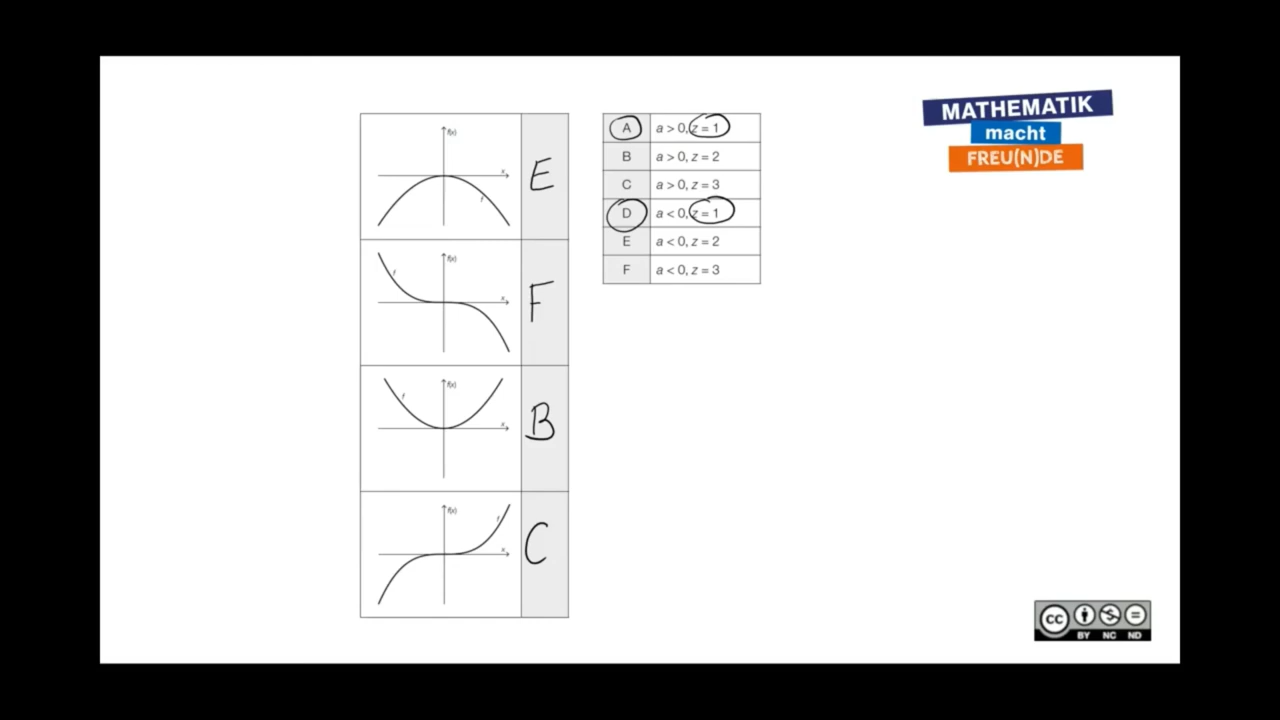 f(x)
x
f
E
f(x)
x
f
F
f(x)
x
f
B
f(x)
x
f
C
A a > 0, z = 1
B a > 0, z = 2
C a > 0, z = 3
D a < 0, z = 1
E a < 0, z = 2
F a < 0, z = 3
MATHEMATIK
macht
FREU(N)DE
cc
BY NC ND